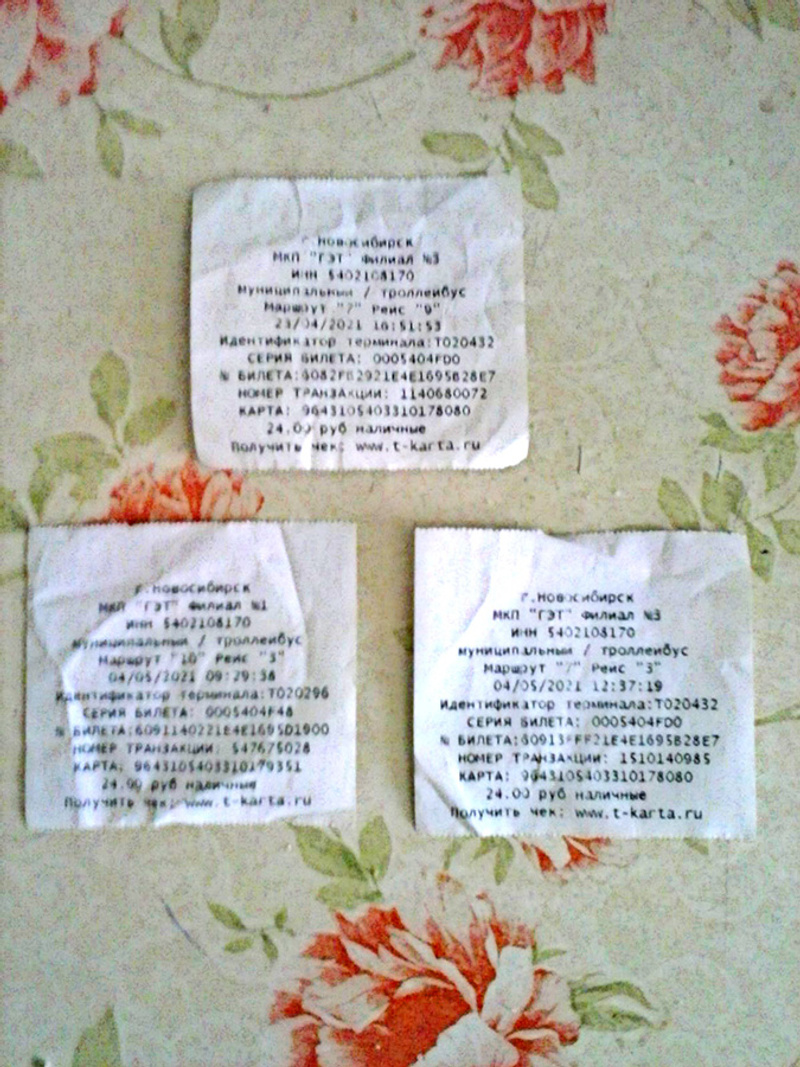 г.Новосибирск
МКП "ГЭТ" Филиал №3
ИНН 5402108170
муниципальный / троллейбус
Маршрут "7" Рейс "9"
23/04/2021 16:51:53
Идентификатор терминала:T020432
СЕРИЯ БИЛЕТА: 0005404FD0
№ БИЛЕТА:
НОМЕР ТРАНЗАКЦИИ: 1140680072
КАРТА: 9643105403310178080
24.00 руб наличные
Получить чек: www.t-karta.ru
г.Новосибирск
МКП "ГЭТ" Филиал №1
ИНН 5402108170
муниципальный / троллейбус
Маршрут "10" Рейс "3"
04/05/2021 09:29:38
Идентификатор терминала:T020296
СЕРИЯ БИЛЕТА: 0005404F48
№ БИЛЕТА:6091140221E4E1695D1900
НОМЕР ТРАНЗАКЦИИ: 547675028
КАРТА: 9643105403310179351
24.00 руб наличные
Получить чек: www.t-karta.ru
г.Новосибирск
МКП "ГЭТ" Филиал №3
ИНН 5402108170
муниципальный / троллейбус
Маршрут "7" Рейс "3"
04/05/2021 12:37:19
Идентификатор терминала:T020432
СЕРИЯ БИЛЕТА: 0005404FD0
№ БИЛЕТА:
НОМЕР ТРАНЗАКЦИИ: 1510140985
КАРТА: 9643105403310178080
24.00 руб наличные
Получить чек: www.t-karta.ru